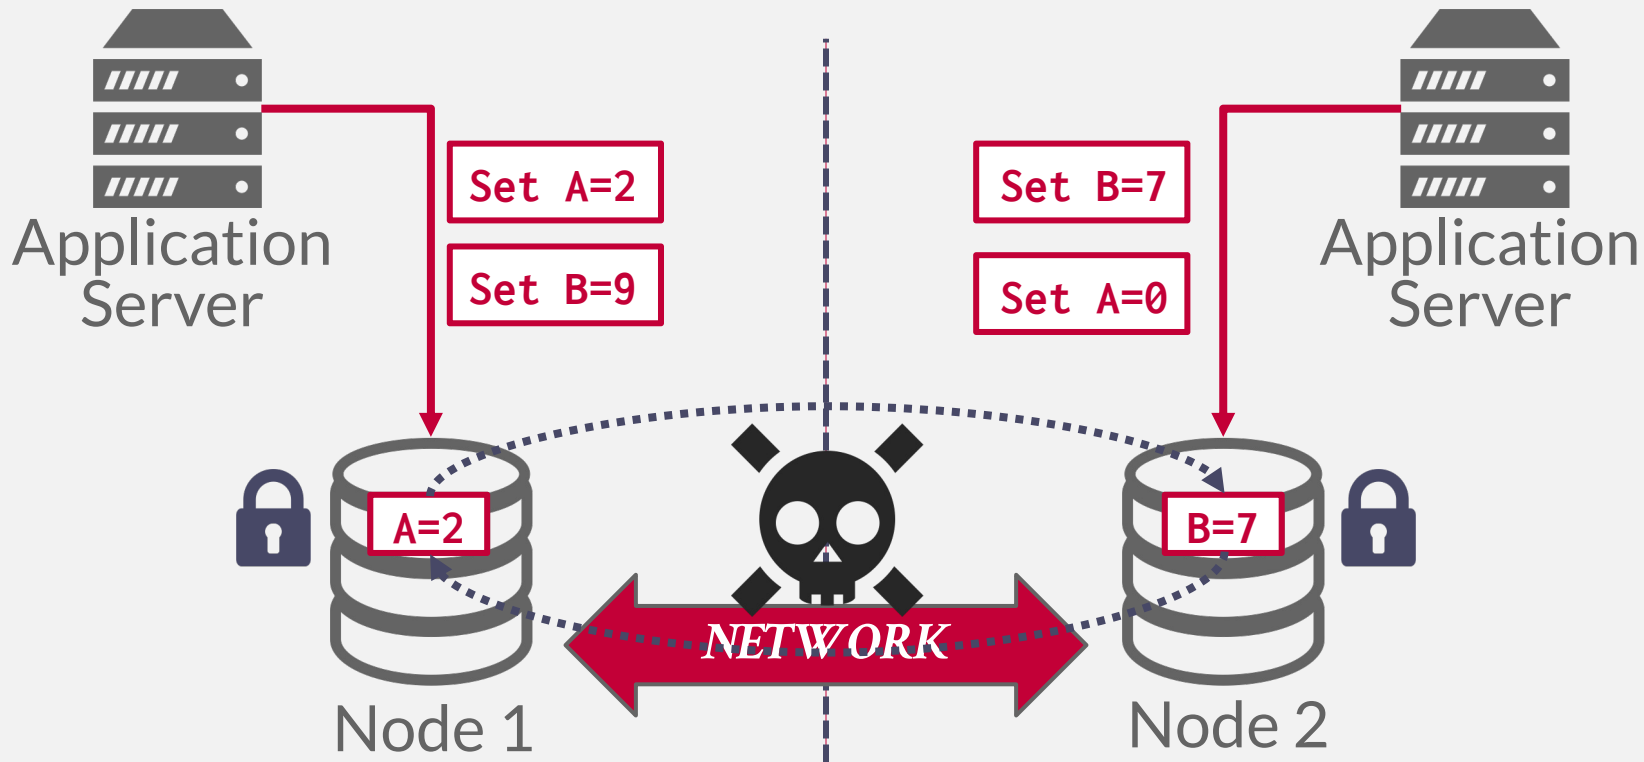 Set A=2
Set B=7
Application
Server
Set B=9
Set A=0
Application
Server
A=2
B=7
NETWORK
Node 1
Node 2